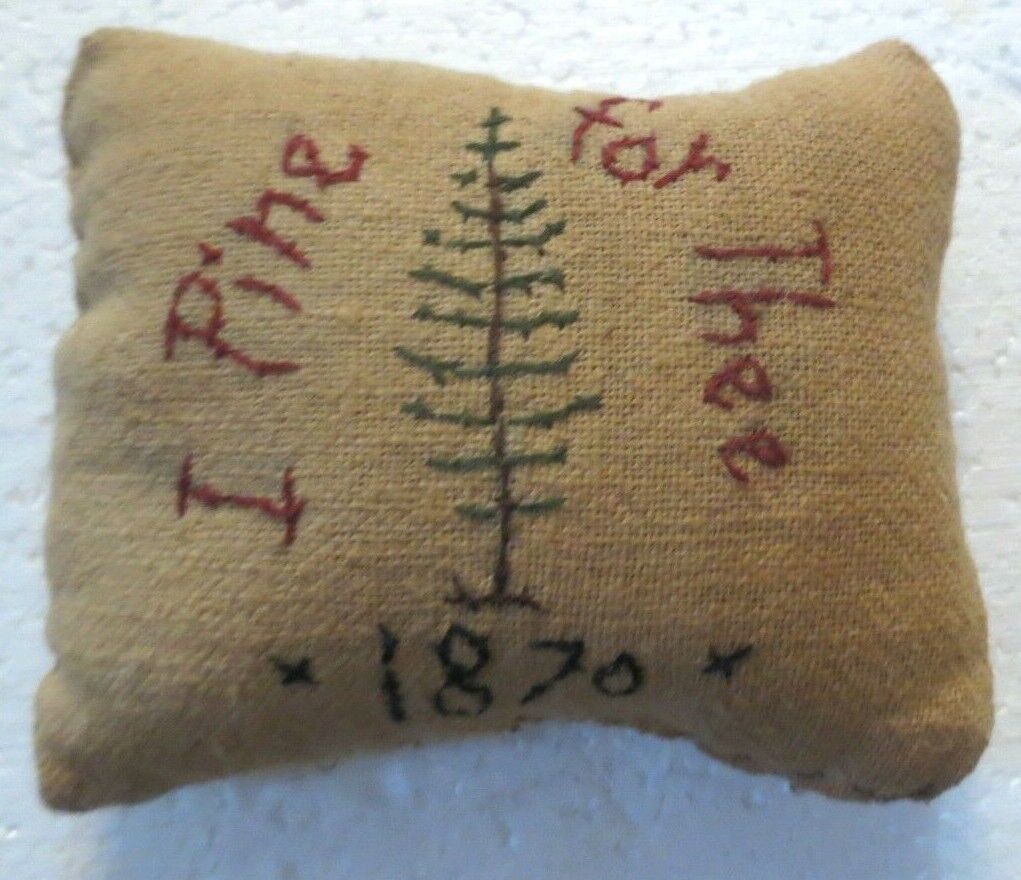 I Pine for Thee
x 1870 x